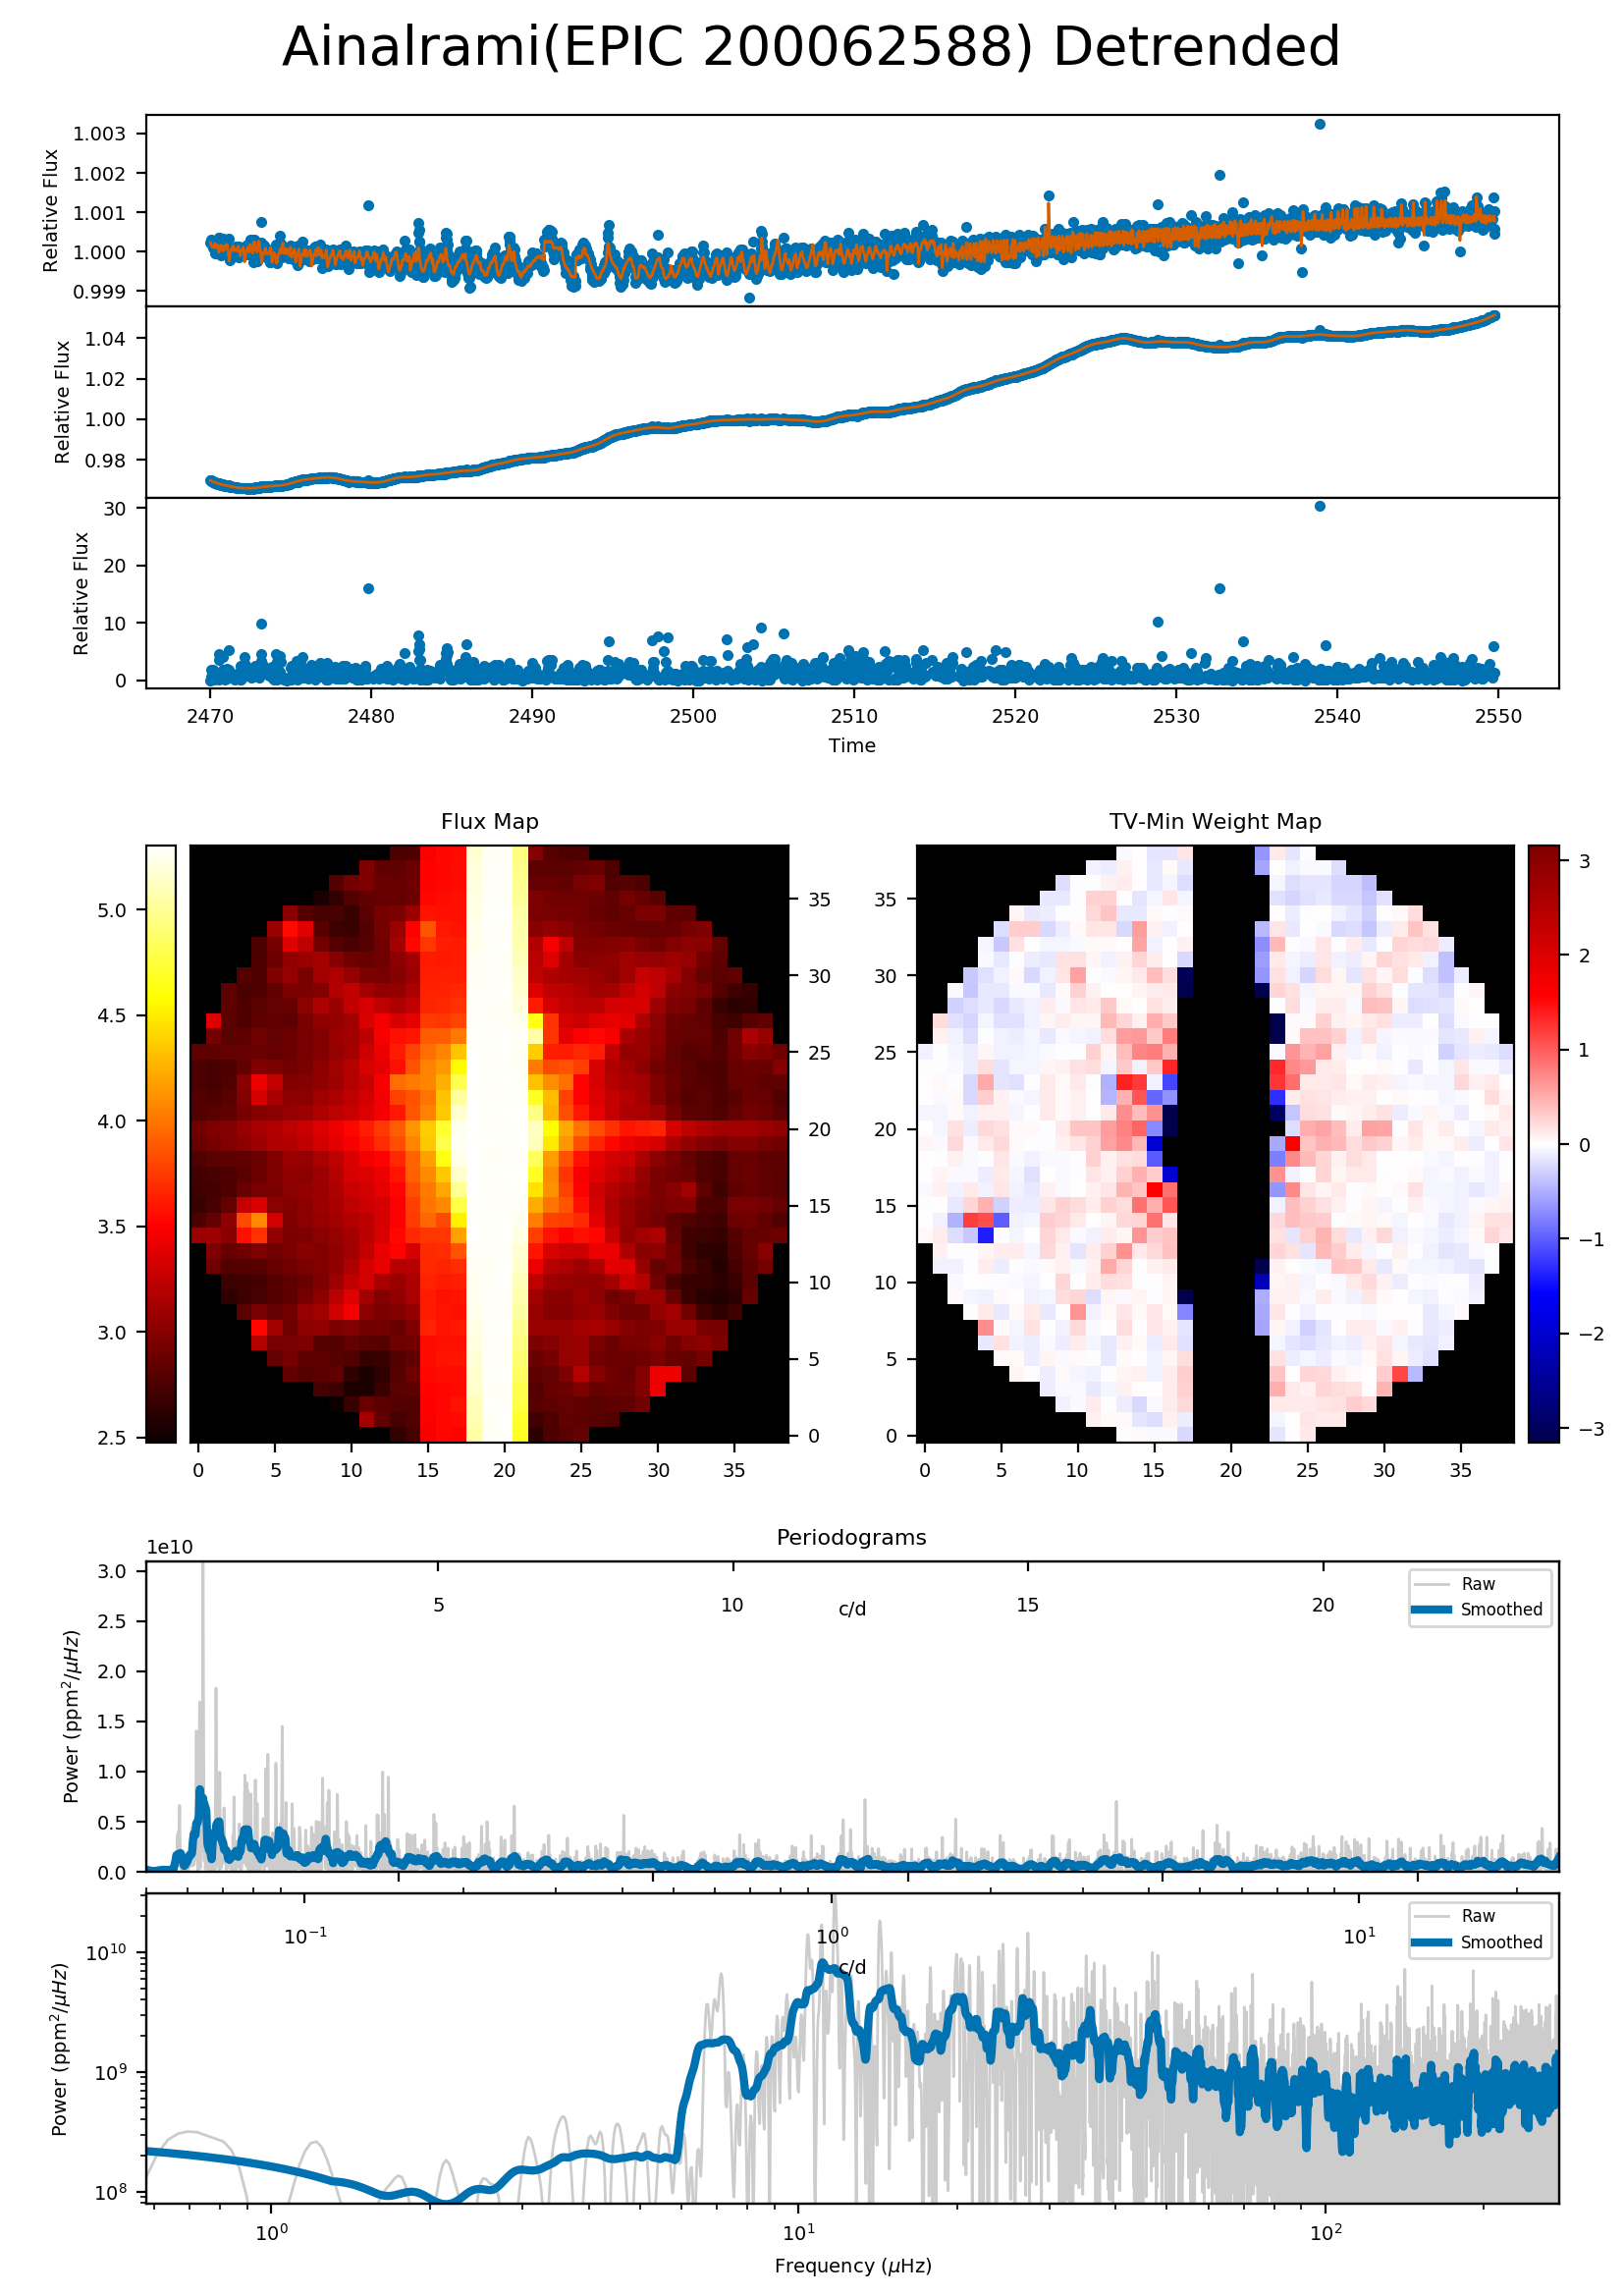 Ainalrami(EPIC 200062588) Detrended
1.003
1.002
1.001
1.000
0.999
Relative Flux
1.04
1.02
1.00
0.98
Relative Flux
30
20
10
0
Relative Flux
2470 2480 2490 2500 2510 2520 2530 2540 2550
Time
Flux Map
5.0
4.5
4.0
3.5
3.0
2.5
35
30
25
20
15
10
5
0
0 5 10 15 20 25 30 35
TV-Min Weight Map
35
30
25
20
15
10
5
0
0 5 10 15 20 25 30 35
3
2
1
0
−1
−2
−3
Periodograms
1e10
3.0
2.5
2.0
1.5
1.0
0.5
0.0
Power (ppm²/μHz)
5 10 15 20
c/d
Raw
Smoothed
10¹⁰
10⁹
10⁸
Power (ppm²/μHz)
10⁻¹ 10⁰ 10¹
c/d
Raw
Smoothed
10⁰ 10¹ 10²
Frequency (μHz)